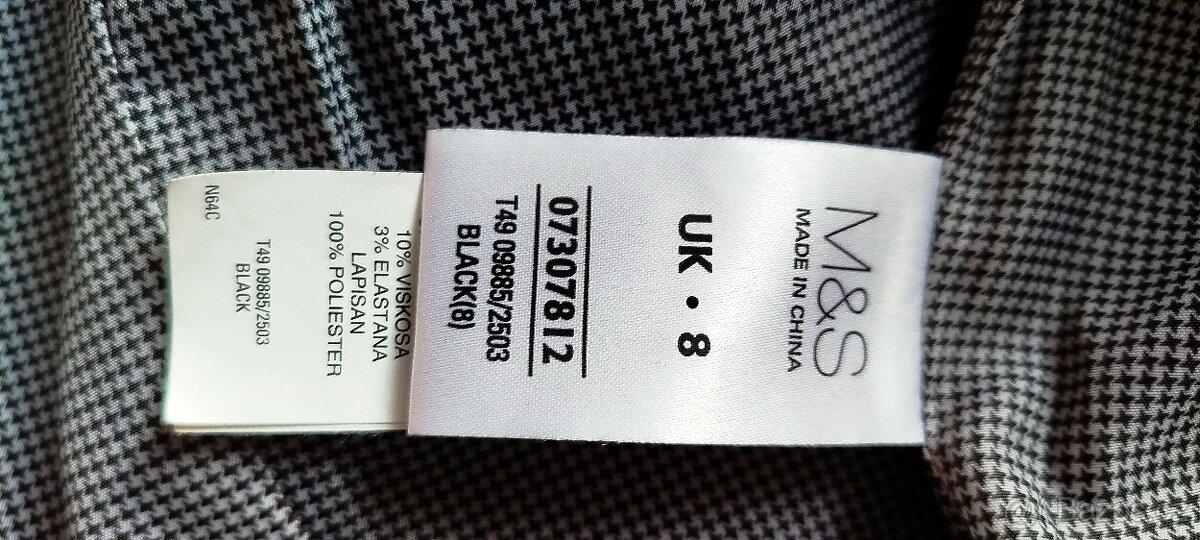 M&S
MADE IN CHINA
UK • 8
07307812
T49 09885/2503
BLACK(8)
10% VISKOSA
3% ELASTANA
LAPISAN
100% POLIESTER
T49 09885/2503
BLACK
N64C